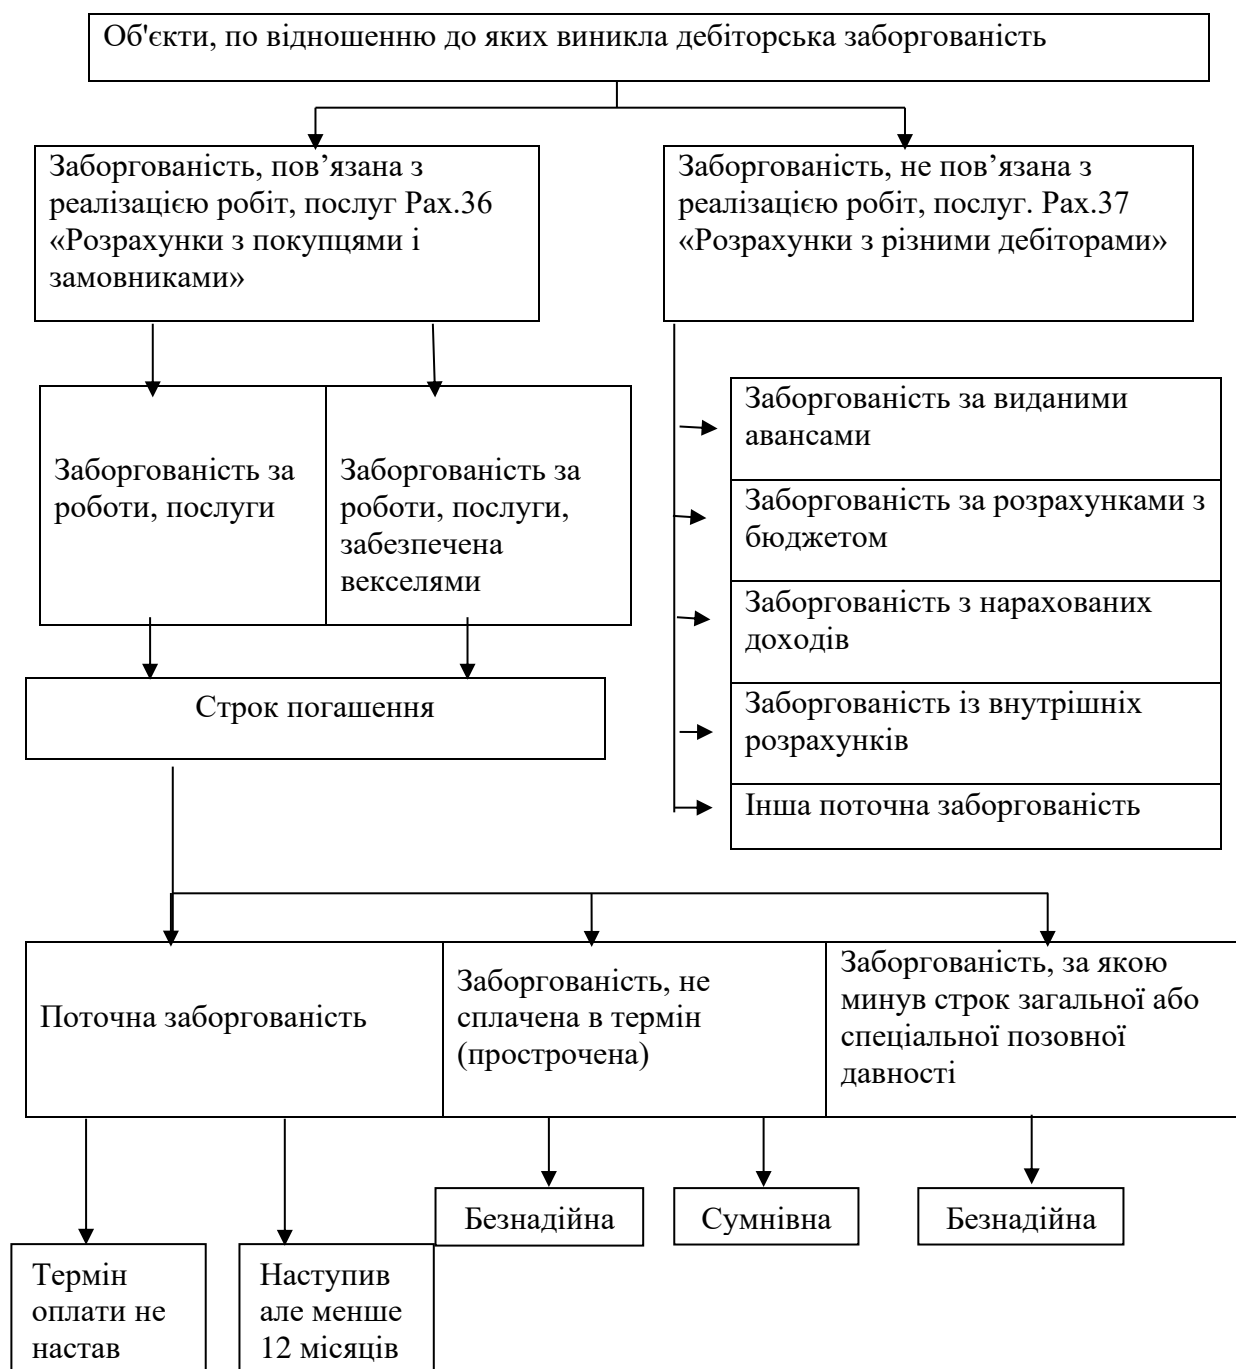 Об'єкти, по відношенню до яких виникла дебіторська заборгованість
Заборгованість, пов’язана з
реалізацією робіт, послуг Рах.36
«Розрахунки з покупцями і
замовниками»
Заборгованість, не пов’язана з
реалізацією робіт, послуг. Рах.37
«Розрахунки з різними дебіторами»
Заборгованість за
роботи, послуги
Заборгованість за
роботи, послуги,
забезпечена
векселями
Заборгованість за виданими
авансами
Заборгованість за розрахунками з
бюджетом
Заборгованість з нарахованих
доходів
Заборгованість із внутрішніх
розрахунків
Інша поточна заборгованість
Строк погашення
Поточна заборгованість
Заборгованість, не
сплачена в термін
(прострочена)
Заборгованість, за якою
минув строк загальної або
спеціальної позовної
давності
Безнадійна
Сумнівна
Безнадійна
Термін
оплати не
настав
Наступив
але менше
12 місяців